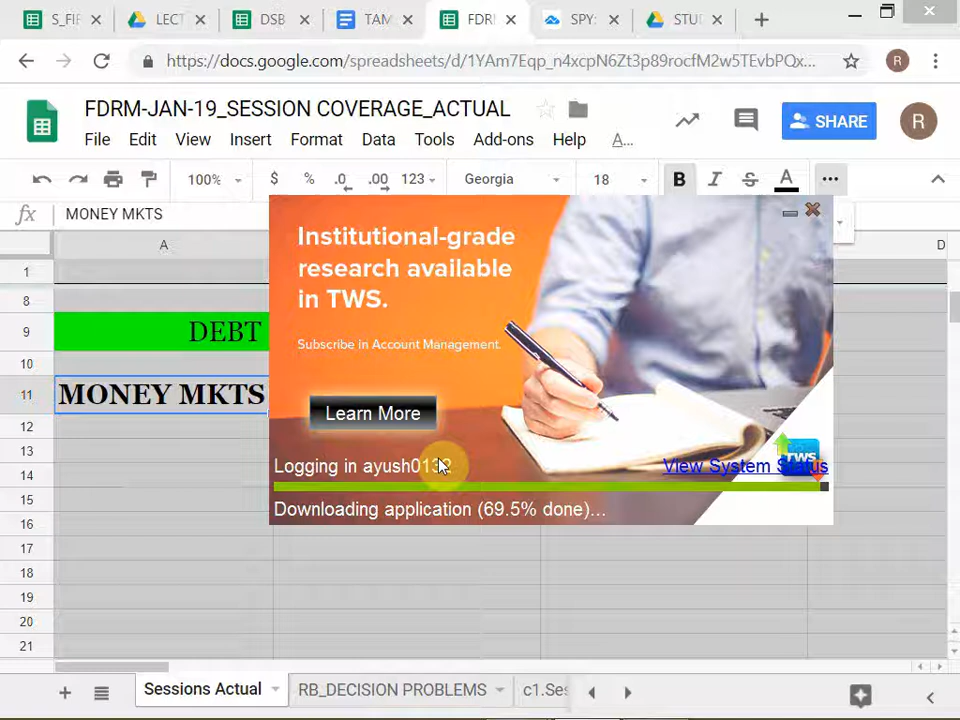 S_FIF
LECT
DSB
TAM
FDRM
SPY:
STUD
https://docs.google.com/spreadsheets/d/1YAm7Eqp_n4xcpN6Zt3p89rocfM2w5TEvbPQx...
R
FDRM-JAN-19_SESSION COVERAGE_ACTUAL
File Edit View Insert Format Data Tools Add-ons Help A...
SHARE
R
100% $ % .0 .00 123 Georgia 18 B I S A
fx MONEY MKTS
A D
1
8
9 DEBT
10
11 MONEY MKTS
12
13
14
15
16
17
18
19
20
21
Institutional-grade
research available
in TWS.
Subscribe in Account Management.
Learn More
TWS
Logging in ayush0132 View System Status
Downloading application (69.5% done)...
Sessions Actual RB_DECISION PROBLEMS c1.Ses